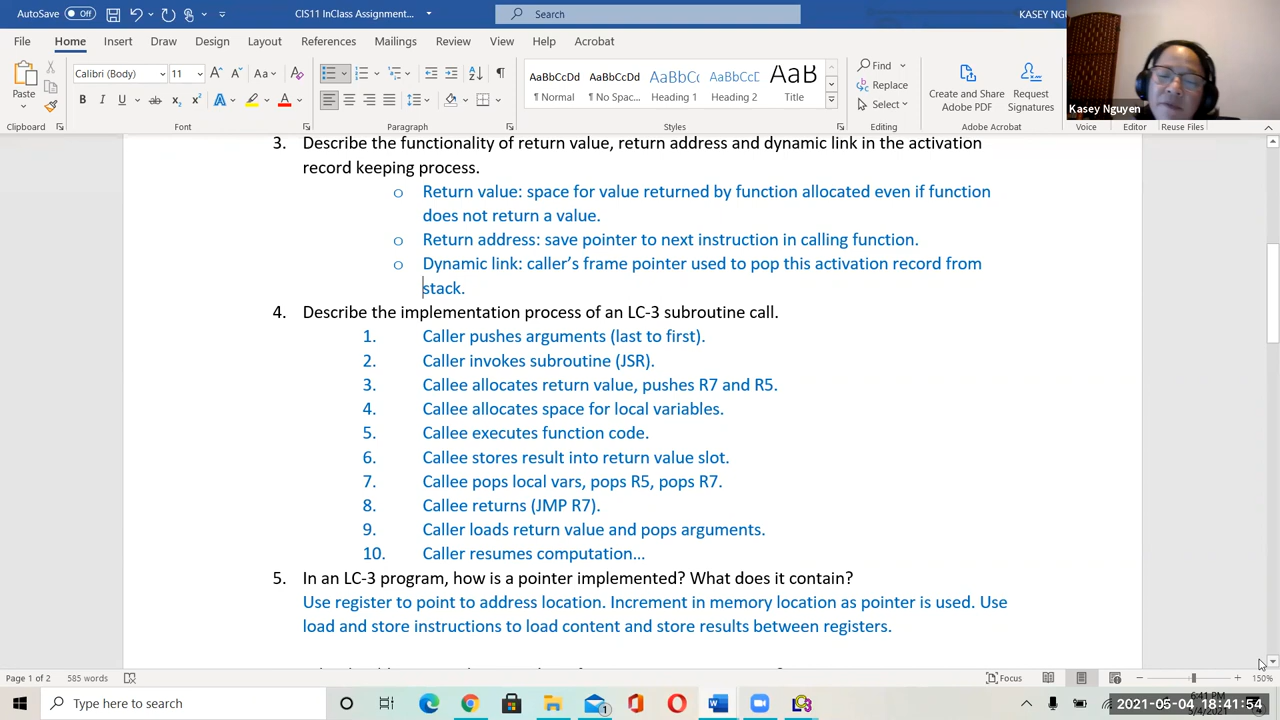 AutoSave Off CIS11 InClass Assignment... Search KASEY NGU
File Home Insert Draw Design Layout References Mailings Review View Help Acrobat
Paste Calibri (Body) 11 Aa AaBbCcDd AaBbCcDd AaBbCc AaBbCcD AaB Find Replace Select Create and Share Adobe PDF Request Signatures
¶ Normal ¶ No Spac... Heading 1 Heading 2 Title
Clipboard Font Paragraph Styles Editing Adobe Acrobat Voice Editor Reuse Files
Kasey Nguyen
3. Describe the functionality of return value, return address and dynamic link in the activation
record keeping process.
o Return value: space for value returned by function allocated even if function
does not return a value.
o Return address: save pointer to next instruction in calling function.
o Dynamic link: caller's frame pointer used to pop this activation record from
stack.
4. Describe the implementation process of an LC-3 subroutine call.
1. Caller pushes arguments (last to first).
2. Caller invokes subroutine (JSR).
3. Callee allocates return value, pushes R7 and R5.
4. Callee allocates space for local variables.
5. Callee executes function code.
6. Callee stores result into return value slot.
7. Callee pops local vars, pops R5, pops R7.
8. Callee returns (JMP R7).
9. Caller loads return value and pops arguments.
10. Caller resumes computation...
5. In an LC-3 program, how is a pointer implemented? What does it contain?
Use register to point to address location. Increment in memory location as pointer is used. Use
load and store instructions to load content and store results between registers.
Page 1 of 2 585 words Focus 150%
Type here to search 6:41 PM
5/4/2021
2021-05-04 18:41:54